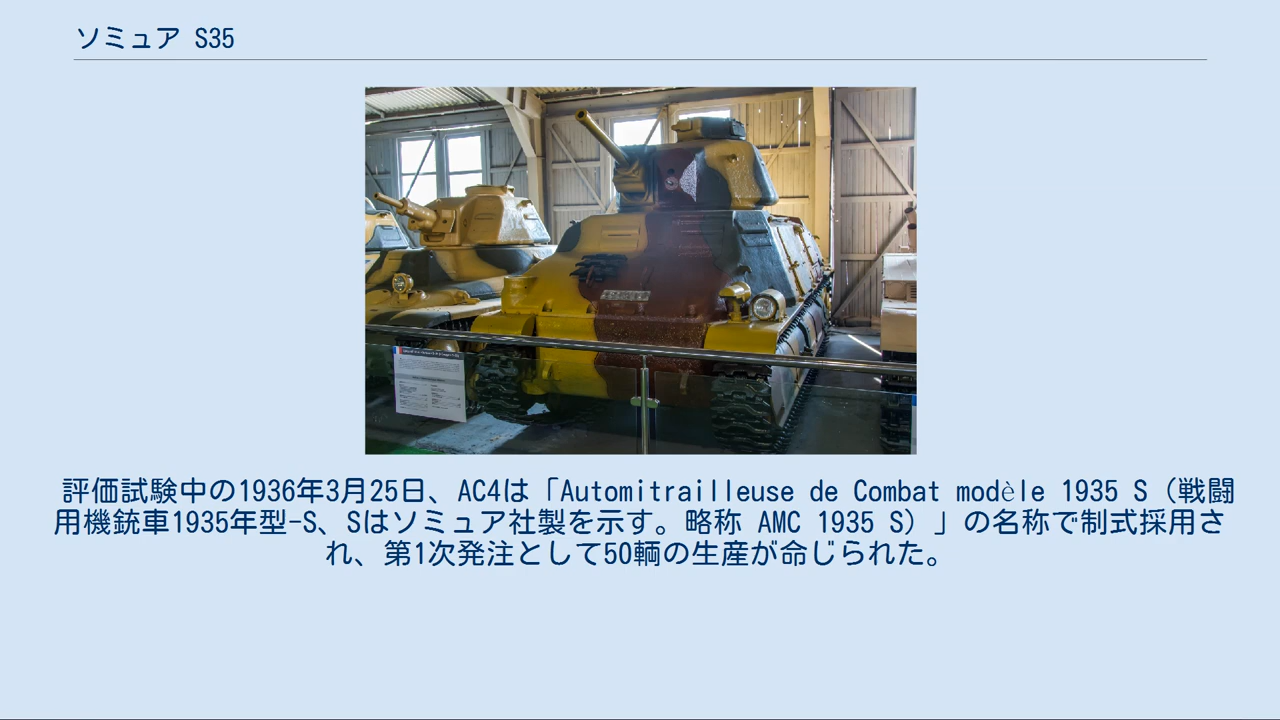 ソミュア S35
評価試験中の1936年3月25日、AC4は「Automitrailleuse de Combat modèle 1935 S（戦闘
用機銃車1935年型-S、Sはソミュア社製を示す。略称 AMC 1935 S）」の名称で制式採用さ
れ、第1次発注として50輌の生産が命じられた。